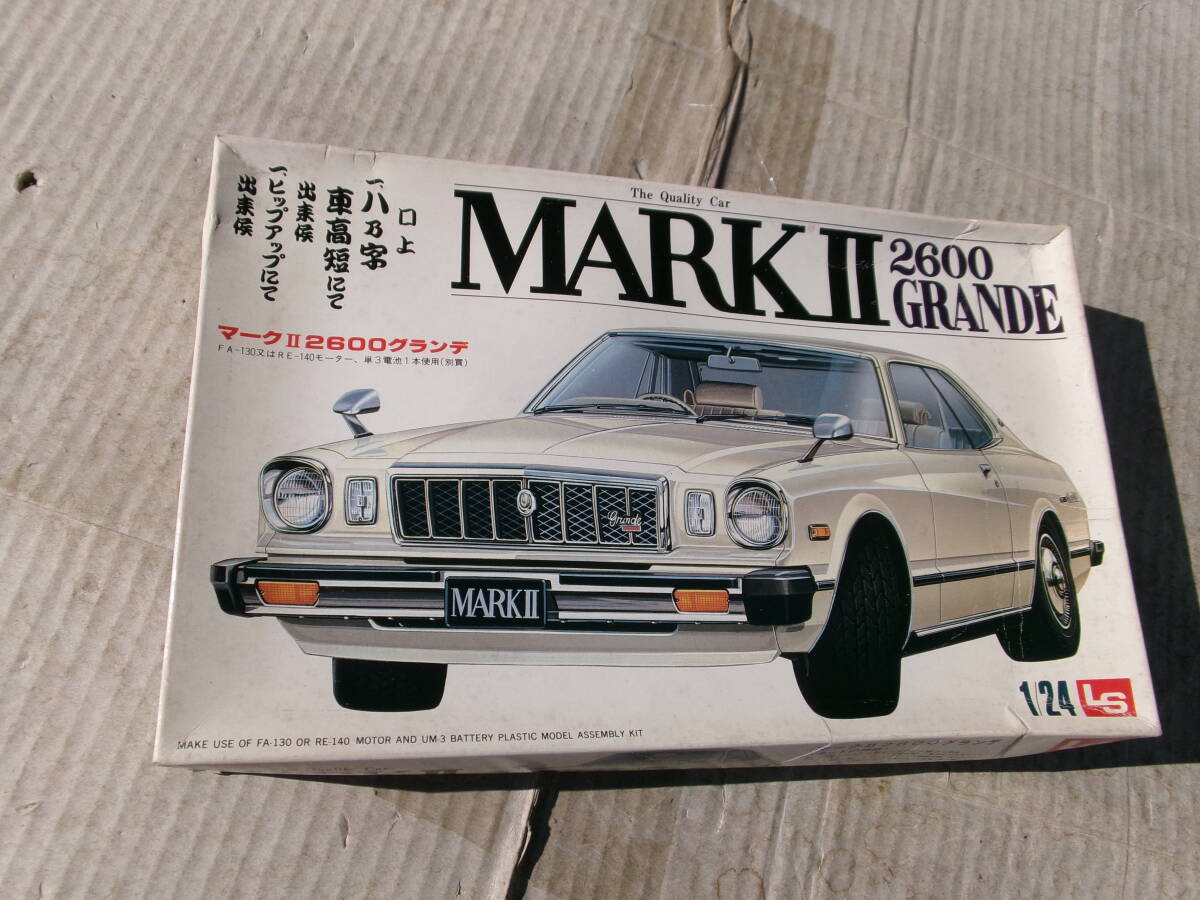 口上
一、八乃字
車高短にて
出来候
一、ヒップアップにて
出来候
The Quality Car
MARK II
2600
GRANDE
マークⅡ2600グランデ
FA-130又はRE-140モーター、単3電池1本使用(別買)
Grande
MARK II
1/24 LS
MAKE USE OF FA-130 OR RE-140 MOTOR AND UM-3 BATTERY PLASTIC MODEL ASSEMBLY KIT